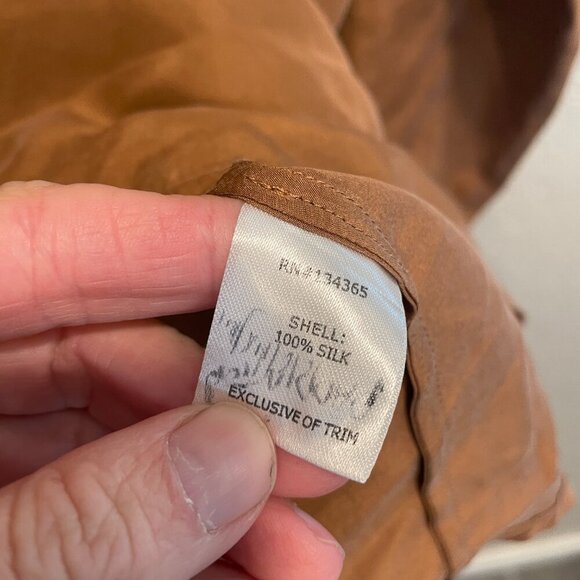 RN#134365
SHELL:
100% SILK
EXCLUSIVE OF TRIM